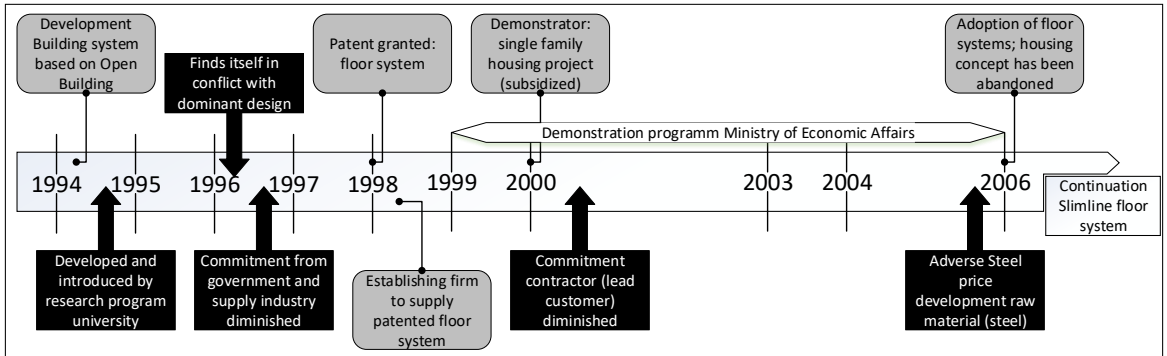 Development
Building system
based on Open
Building
Finds itself in
conflict with
dominant design
Patent granted:
floor system
Demonstrator:
single family
housing project
(subsidized)
Adoption of floor
systems; housing
concept has been
abandoned
Demonstration programm Ministry of Economic Affairs
1994 1995 1996 1997 1998 1999 2000 2003 2004 2006
Continuation
Slimline floor
system
Developed and
introduced by
research program
university
Commitment from
government and
supply industry
diminished
Establishing firm
to supply
patented floor
system
Commitment
contractor (lead
customer)
diminished
Adverse Steel
price
development raw
material (steel)